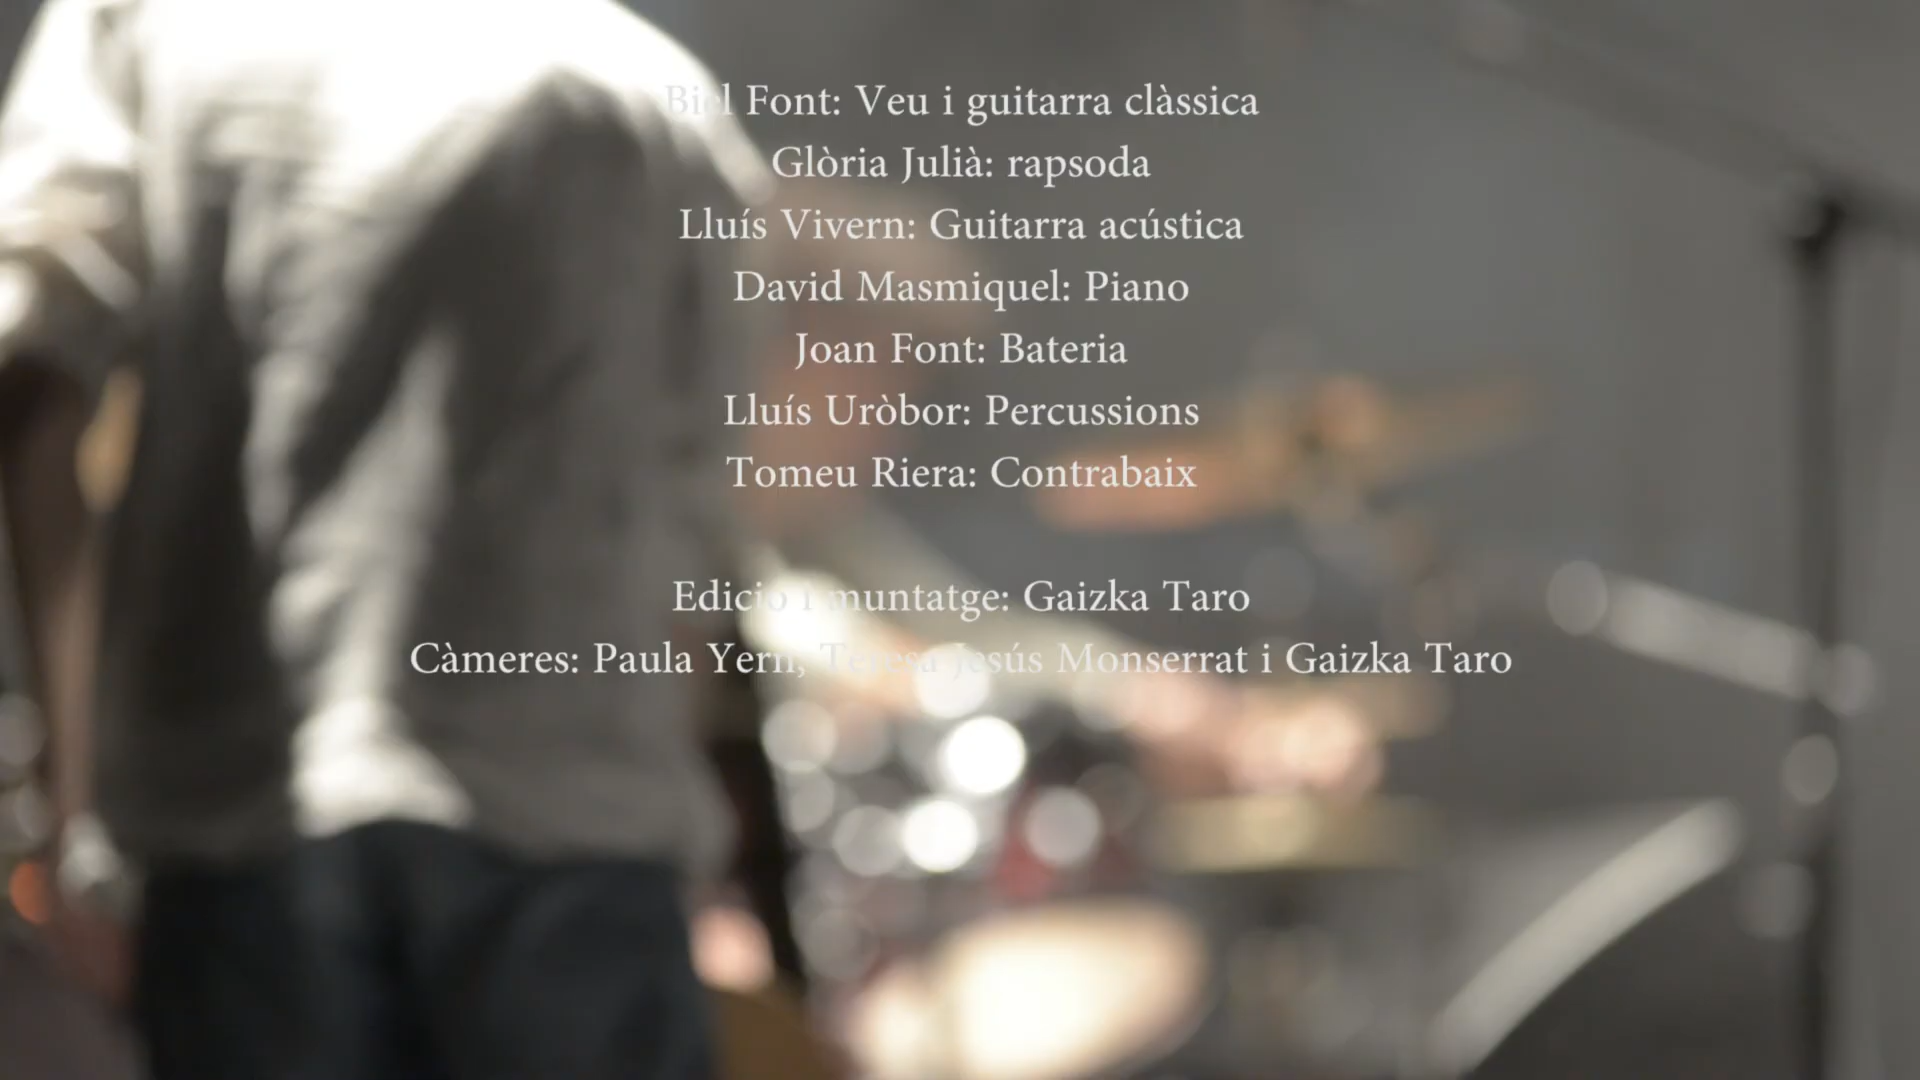 Biel Font: Veu i guitarra clàssica
Glòria Julià: rapsoda
Lluís Vivern: Guitarra acústica
David Masmiquel: Piano
Joan Font: Bateria
Lluís Uròbor: Percussions
Tomeu Riera: Contrabaix
Edició i muntatge: Gaizka Taro
Càmeres: Paula Yern, Teresa Jesús Monserrat i Gaizka Taro